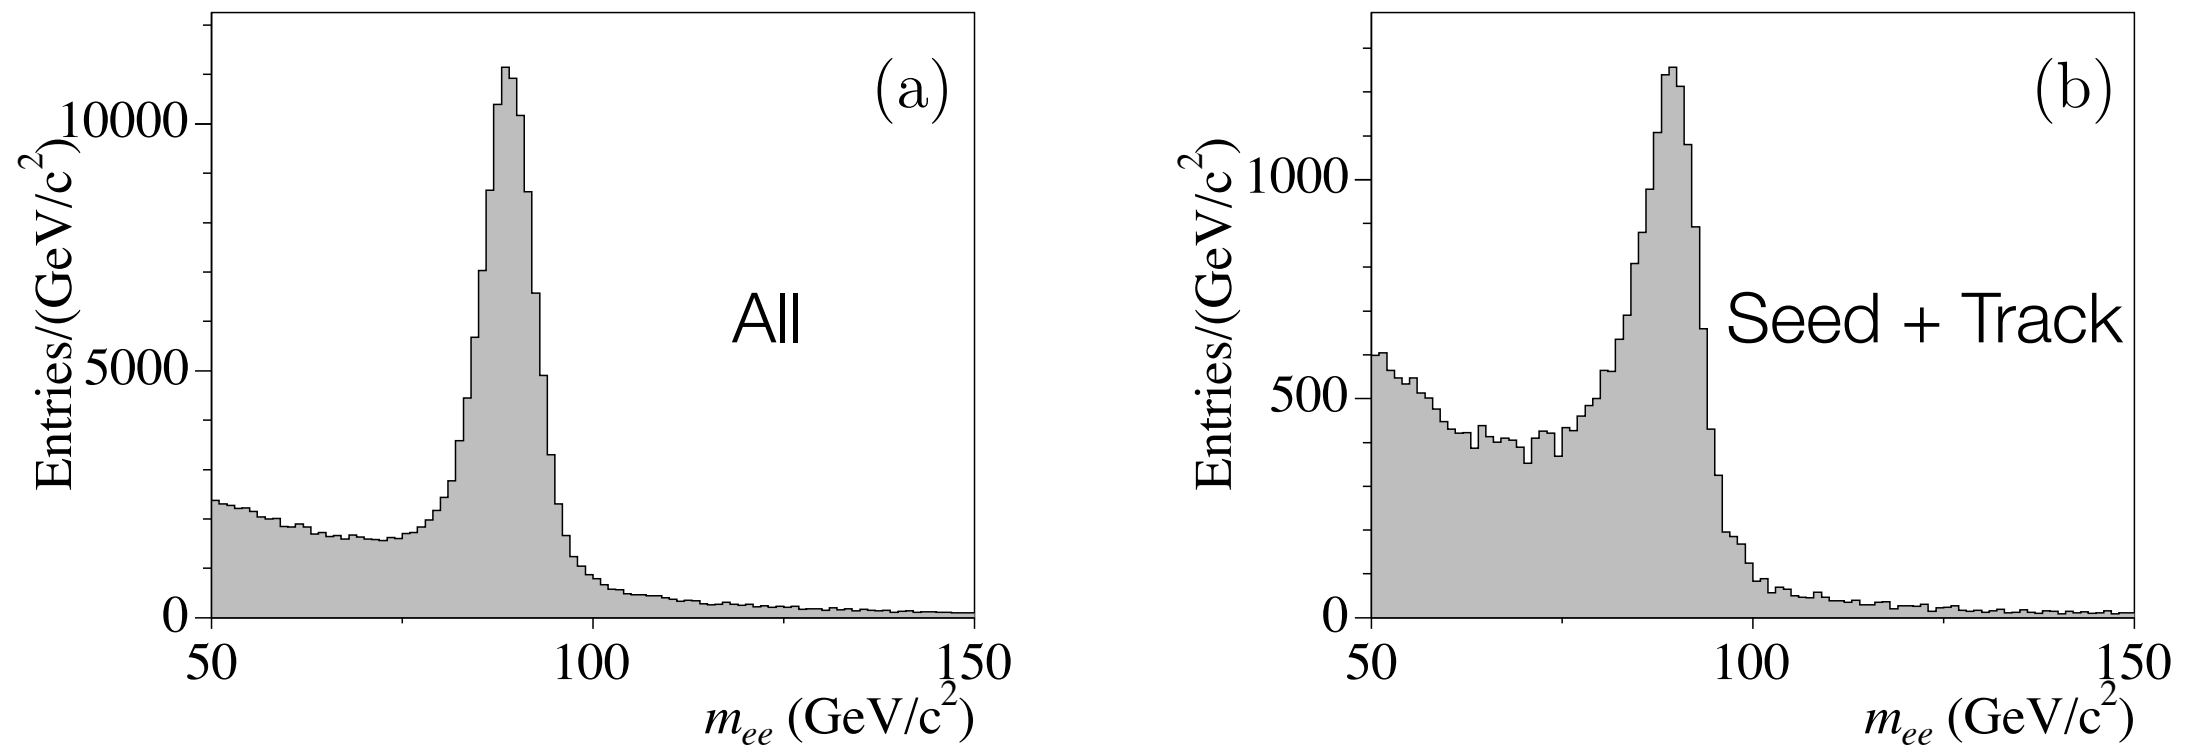 (a)
10000
5000
0
Entries/(GeV/c²)
All
50 100 150
mₑₑ (GeV/c²)
(b)
1000
500
0
Entries/(GeV/c²)
Seed + Track
50 100 150
mₑₑ (GeV/c²)